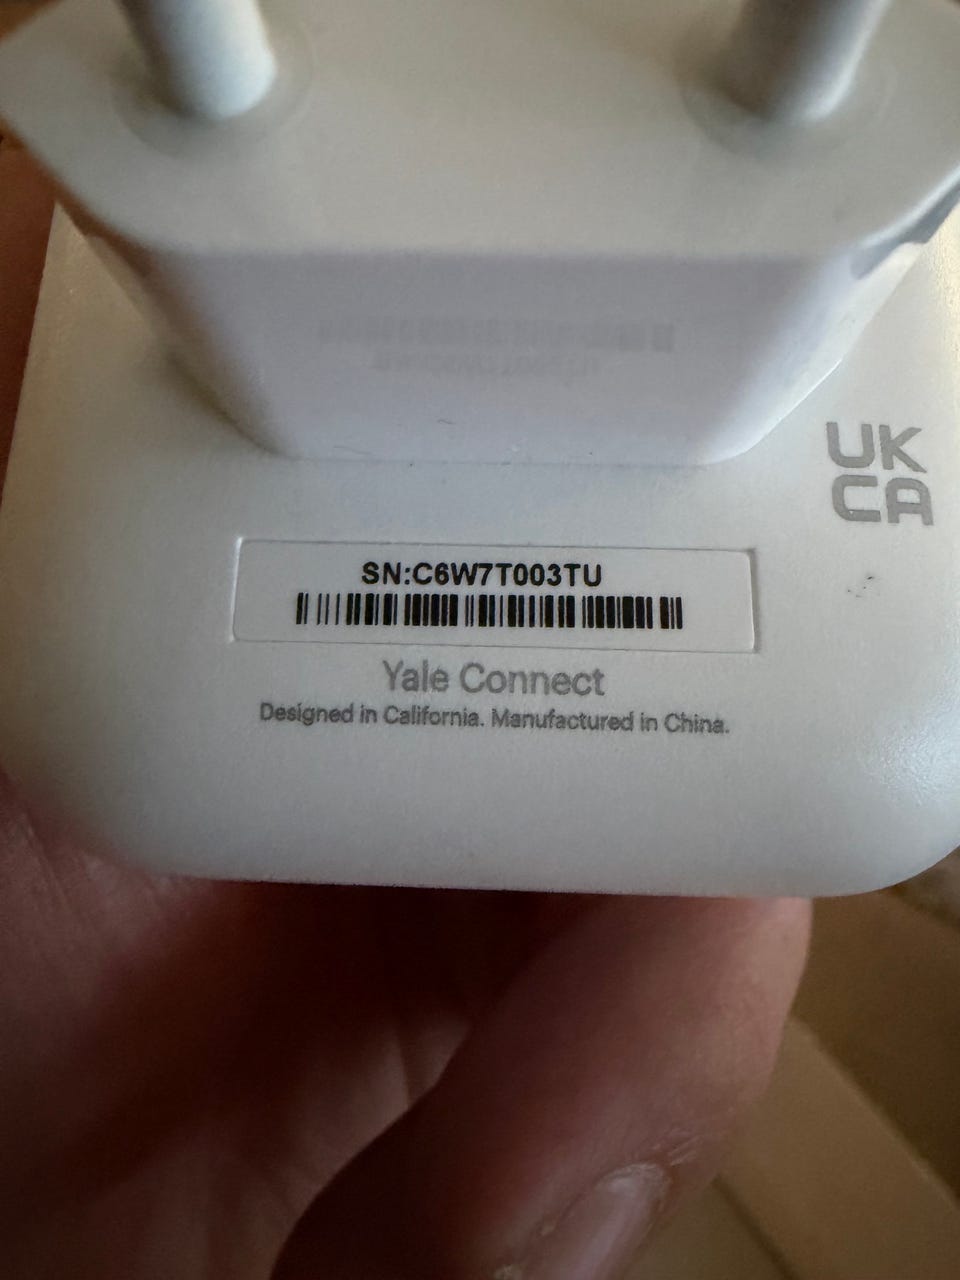 UK
CA
SN:C6W7T003TU
Yale Connect
Designed in California. Manufactured in China.